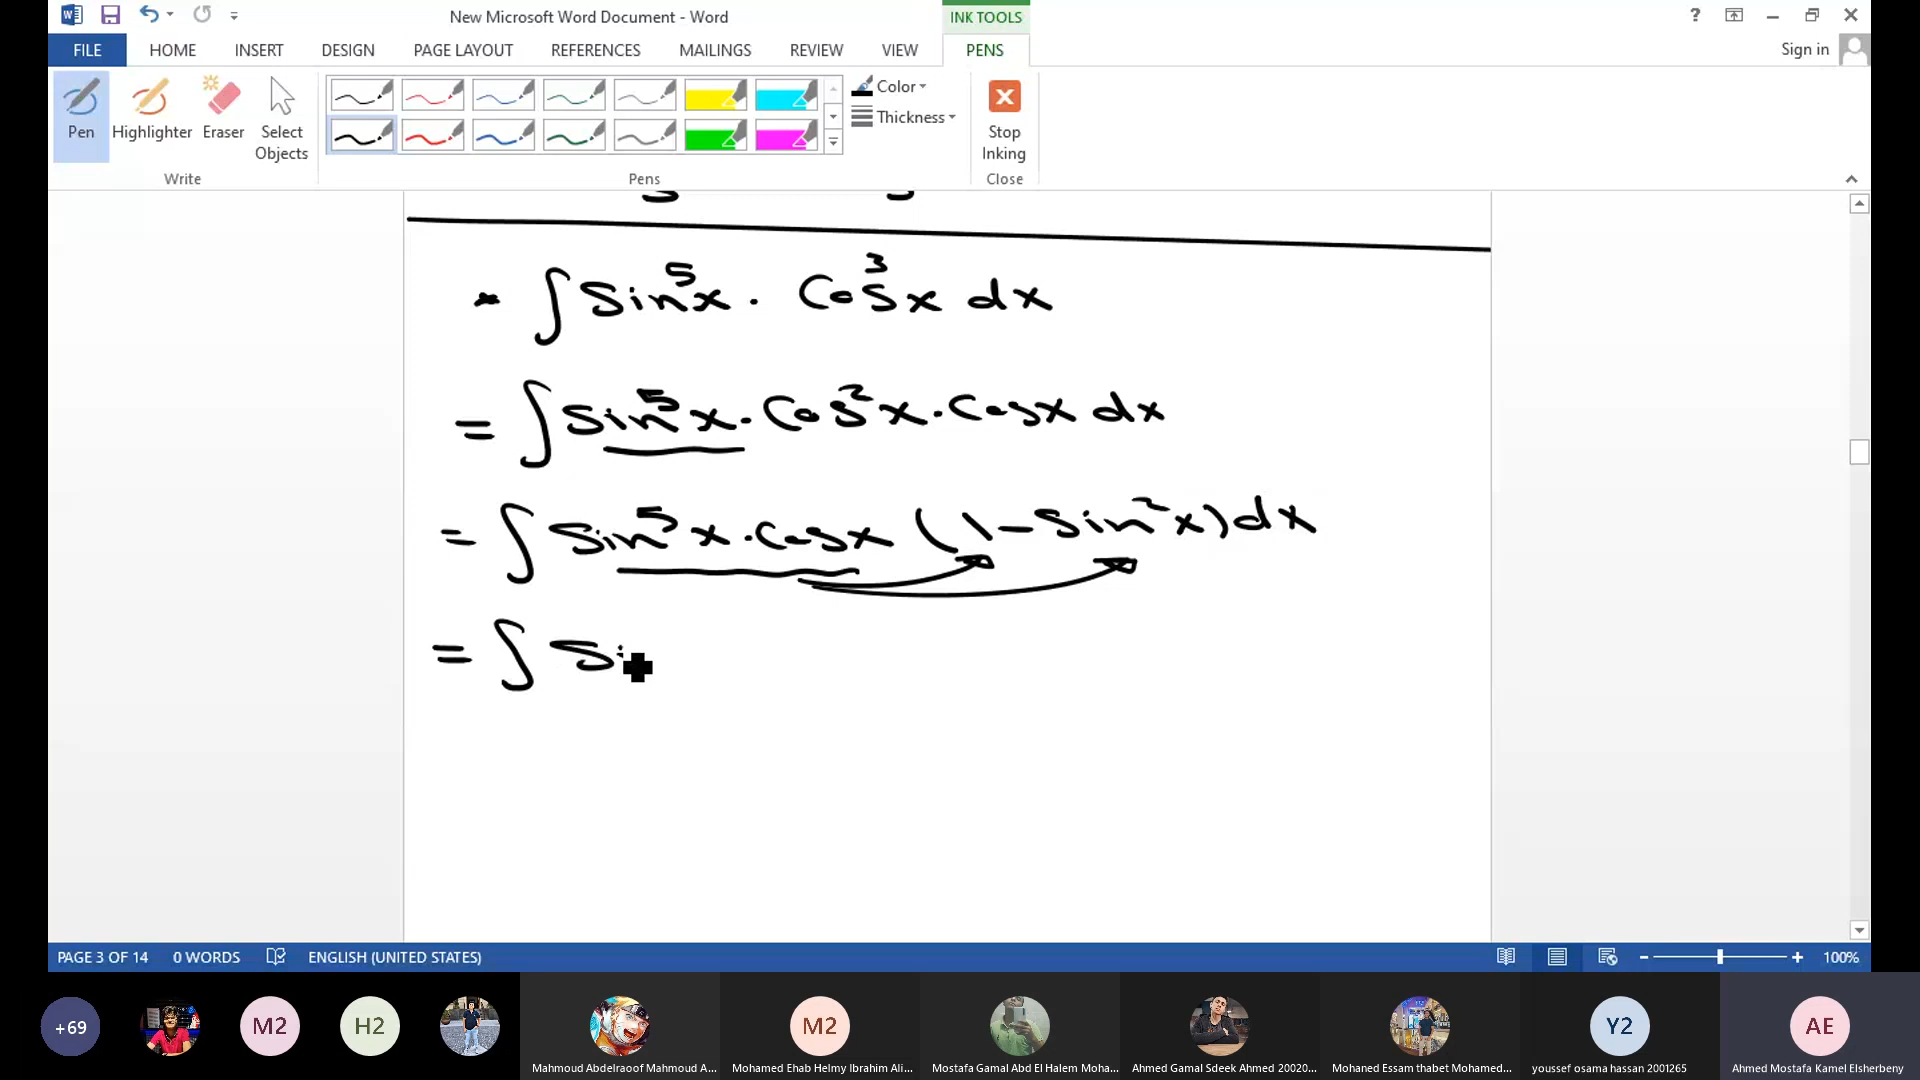 New Microsoft Word Document - Word
INK TOOLS
?
FILE
HOME
INSERT
DESIGN
PAGE LAYOUT
REFERENCES
MAILINGS
REVIEW
VIEW
PENS
Sign in
Pen
Highlighter
Eraser
Select Objects
Color
Thickness
Stop Inking
Write
Pens
Close
- ∫ Sin⁵x · Cos³x dx
= ∫ Sin⁵x · Cos²x · Cosx dx
= ∫ Sin⁵x · Cosx (1 - Sin²x) dx
= ∫ Si
PAGE 3 OF 14
0 WORDS
ENGLISH (UNITED STATES)
100%
+69
M2
H2
M2
Y2
AE
Mahmoud Abdelraoof Mahmoud A...
Mohamed Ehab Helmy Ibrahim Ali...
Mostafa Gamal Abd El Halem Moha...
Ahmed Gamal Sdeek Ahmed 20020...
Mohaned Essam thabet Mohamed...
youssef osama hassan 2001265
Ahmed Mostafa Kamel Elsherbeny